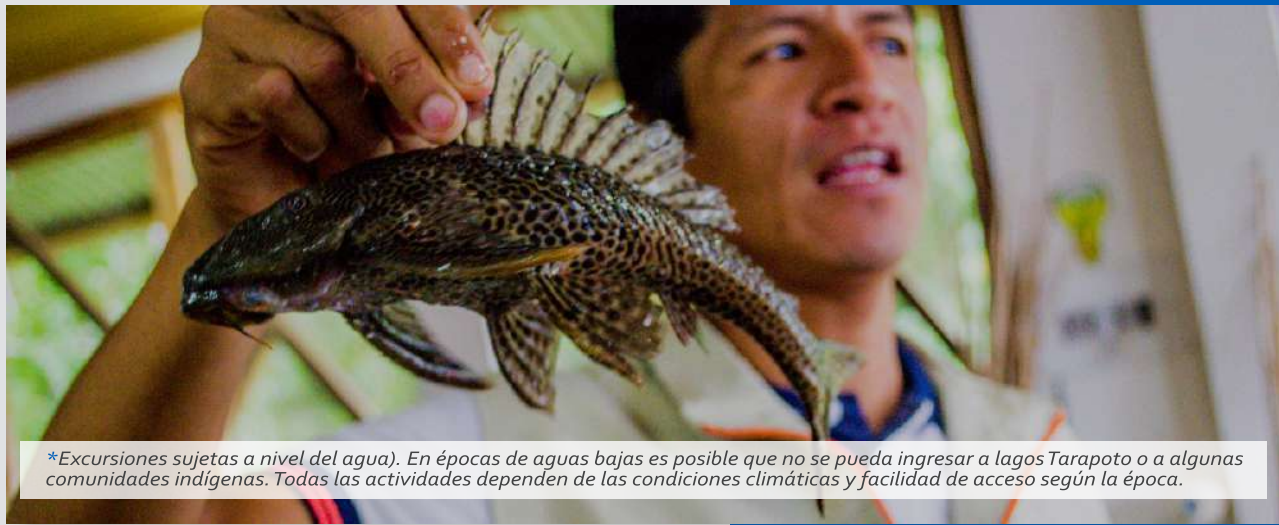 *Excursiones sujetas a nivel del agua). En épocas de aguas bajas es posible que no se pueda ingresar a lagos Tarapoto o a algunas
comunidades indígenas. Todas las actividades dependen de las condiciones climáticas y facilidad de acceso según la época.